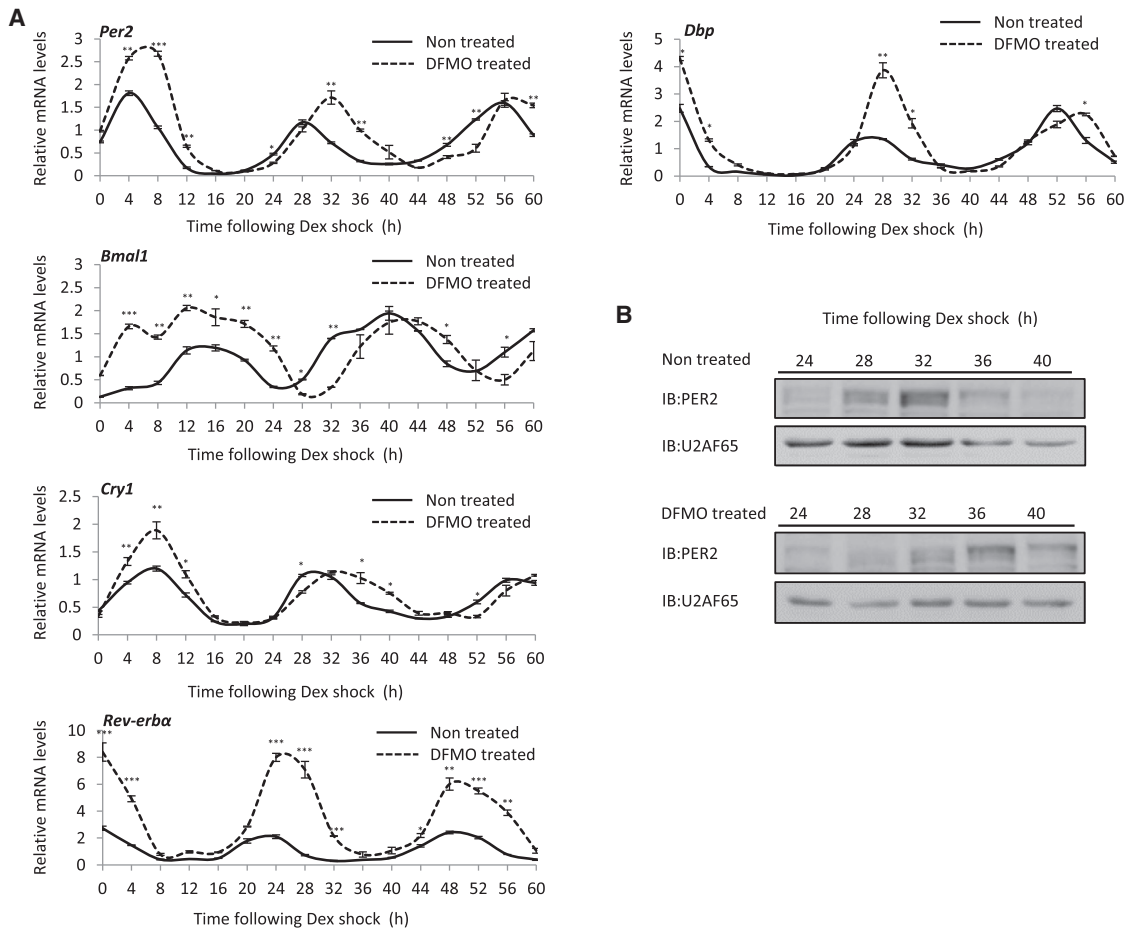 A
Per2
Relative mRNA levels
3
2.5
2
1.5
1
0.5
0
** *** ** * ** ** ** ** **
Non treated
DFMO treated
0 4 8 12 16 20 24 28 32 36 40 44 48 52 56 60
Time following Dex shock (h)
Dbp
Relative mRNA levels
5
4
3
2
1
0
* * ** * *
Non treated
DFMO treated
0 4 8 12 16 20 24 28 32 36 40 44 48 52 56 60
Time following Dex shock (h)
Bmal1
Relative mRNA levels
3
2.5
2
1.5
1
0.5
0
*** ** ** * ** ** * ** * *
Non treated
DFMO treated
0 4 8 12 16 20 24 28 32 36 40 44 48 52 56 60
Time following Dex shock (h)
Cry1
Relative mRNA levels
2.5
2
1.5
1
0.5
0
** ** * * * * *
Non treated
DFMO treated
0 4 8 12 16 20 24 28 32 36 40 44 48 52 56 60
Time following Dex shock (h)
Rev-erbα
Relative mRNA levels
10
8
6
4
2
0
*** *** *** *** *** * ** *** **
Non treated
DFMO treated
0 4 8 12 16 20 24 28 32 36 40 44 48 52 56 60
Time following Dex shock (h)
B
Time following Dex shock (h)
Non treated 24 28 32 36 40
IB:PER2
IB:U2AF65
DFMO treated 24 28 32 36 40
IB:PER2
IB:U2AF65